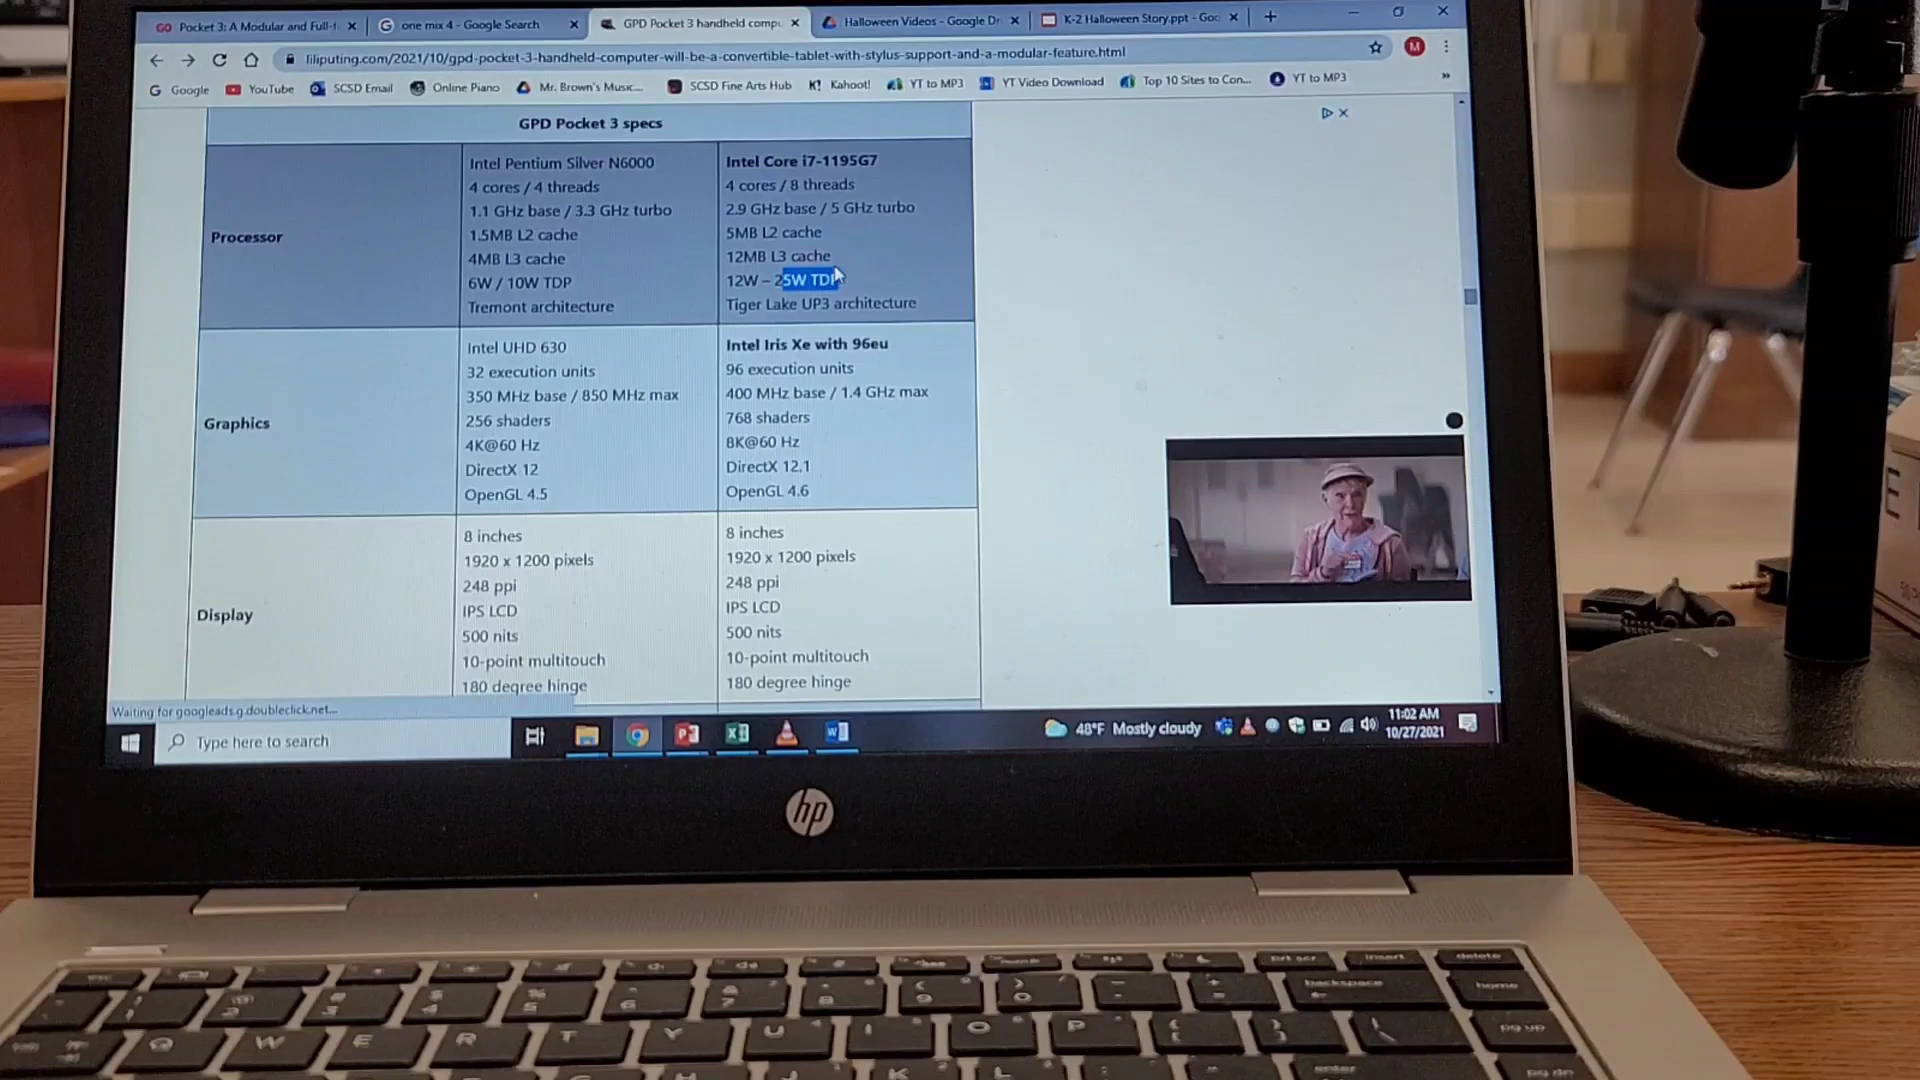 Pocket 3: A Modular and Full-f
one mix 4 - Google Search
GPD Pocket 3 handheld compu
Halloween Videos - Google Dr
K-2 Halloween Story.ppt - Goo
liliputing.com/2021/10/gpd-pocket-3-handheld-computer-will-be-a-convertible-tablet-with-stylus-support-and-a-modular-feature.html
M
Google
YouTube
SCSD Email
Online Piano
Mr. Brown's Music...
SCSD Fine Arts Hub
K! Kahoot!
YT to MP3
YT Video Download
Top 10 Sites to Con...
YT to MP3
GPD Pocket 3 specs
Processor
Intel Pentium Silver N6000
4 cores / 4 threads
1.1 GHz base / 3.3 GHz turbo
1.5MB L2 cache
4MB L3 cache
6W / 10W TDP
Tremont architecture
Intel Core i7-1195G7
4 cores / 8 threads
2.9 GHz base / 5 GHz turbo
5MB L2 cache
12MB L3 cache
12W – 25W TDP
Tiger Lake UP3 architecture
Graphics
Intel UHD 630
32 execution units
350 MHz base / 850 MHz max
256 shaders
4K@60 Hz
DirectX 12
OpenGL 4.5
Intel Iris Xe with 96eu
96 execution units
400 MHz base / 1.4 GHz max
768 shaders
8K@60 Hz
DirectX 12.1
OpenGL 4.6
Display
8 inches
1920 x 1200 pixels
248 ppi
IPS LCD
500 nits
10-point multitouch
180 degree hinge
8 inches
1920 x 1200 pixels
248 ppi
IPS LCD
500 nits
10-point multitouch
180 degree hinge
Waiting for googleads.g.doubleclick.net...
Type here to search
48°F Mostly cloudy
11:02 AM
10/27/2021
hp
backspace
home
pg up
Q W E R T Y U I O P